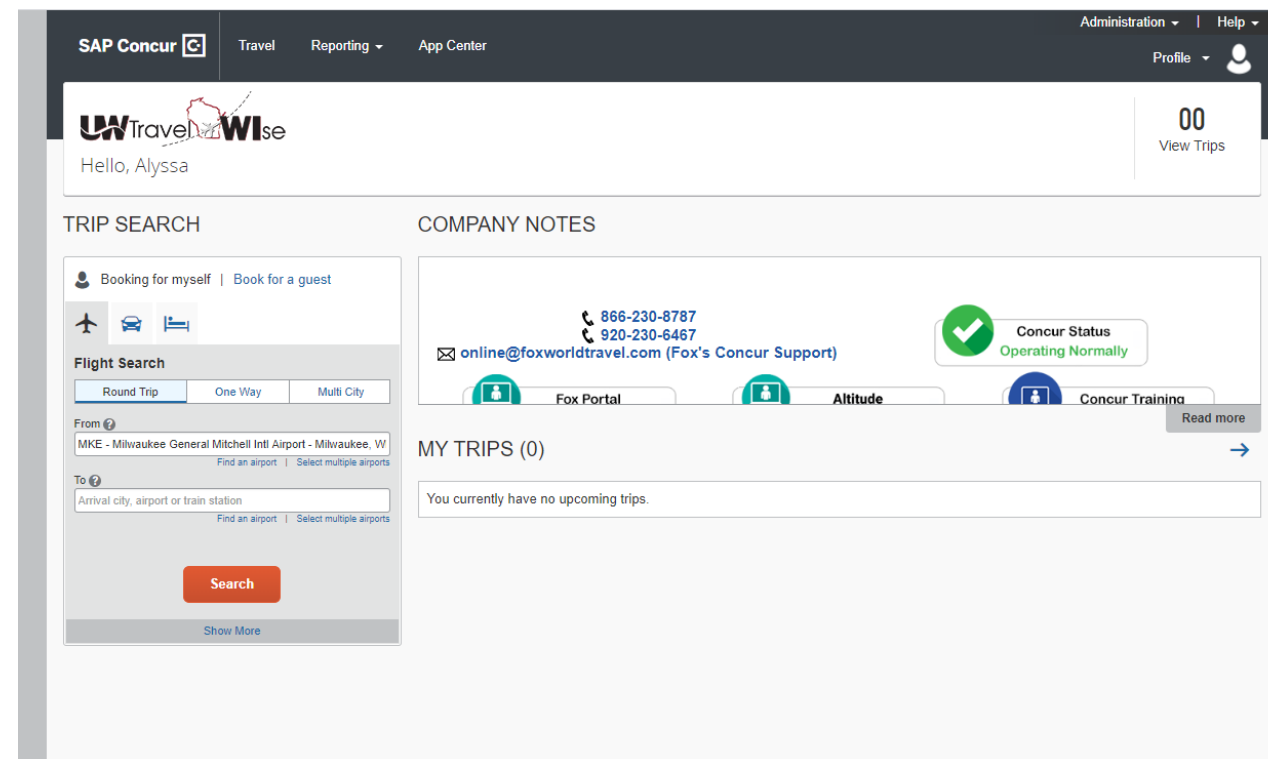 Administration | Help
SAP Concur C. Travel Reporting App Center
Profile
UW TravelWIse
Hello, Alyssa
00
View Trips
TRIP SEARCH
Booking for myself | Book for a guest
Flight Search
Round Trip One Way Multi City
From ?
MKE - Milwaukee General Mitchell Intl Airport - Milwaukee, W
Find an airport | Select multiple airports
To ?
Arrival city, airport or train station
Find an airport | Select multiple airports
Search
Show More
COMPANY NOTES
866-230-8787
920-230-6467
online@foxworldtravel.com (Fox's Concur Support)
Concur Status
Operating Normally
Fox Portal Altitude Concur Training
Read more
MY TRIPS (0)
You currently have no upcoming trips.